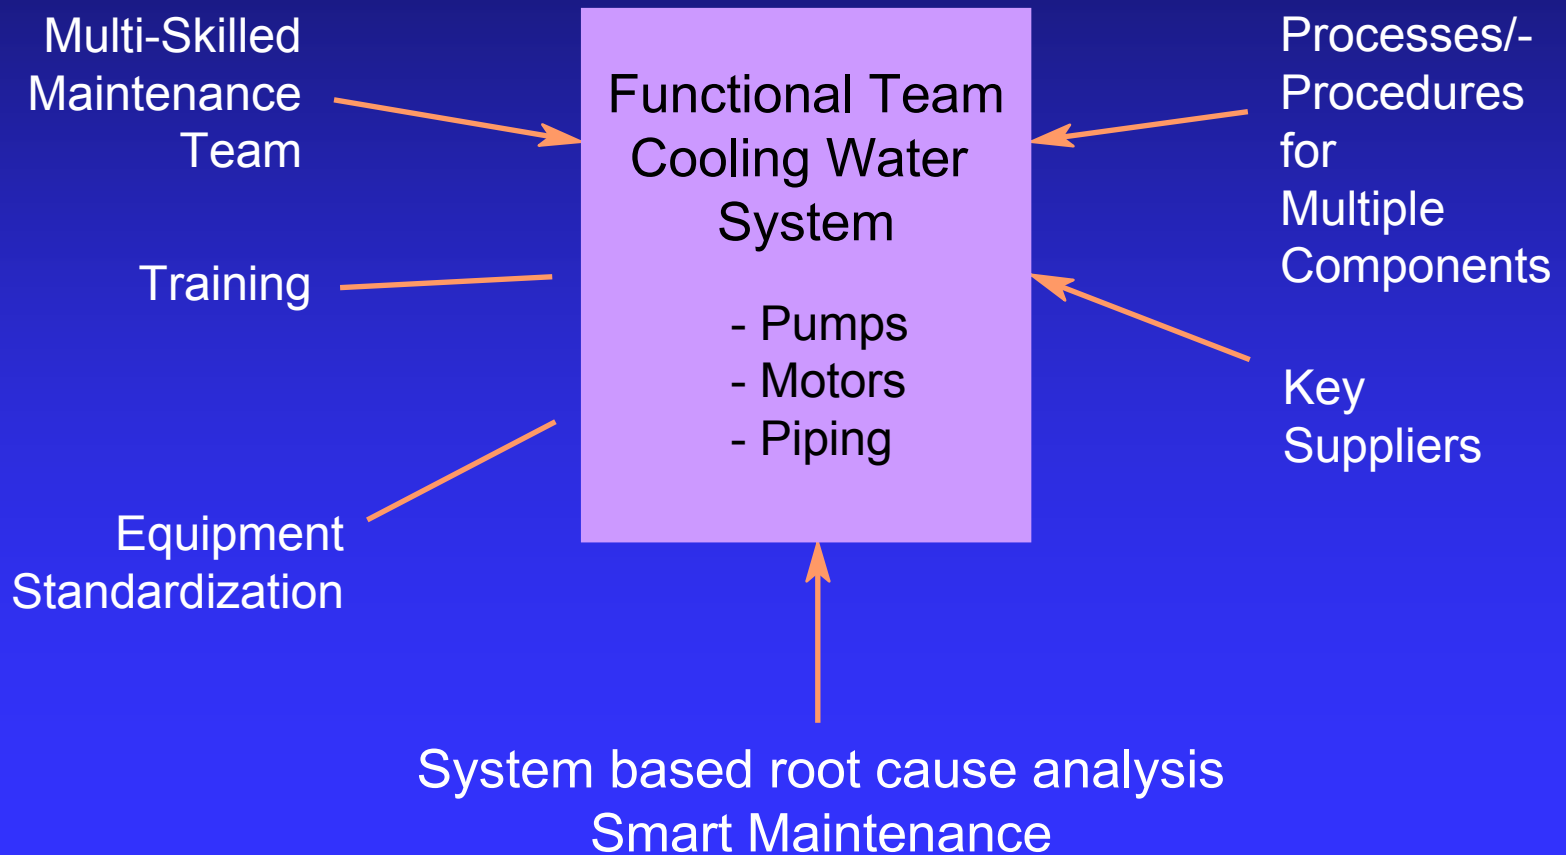 Multi-Skilled
Maintenance
Team
Training
Equipment
Standardization
Functional Team
Cooling Water
System
- Pumps
- Motors
- Piping
Processes/-
Procedures
for
Multiple
Components
Key
Suppliers
System based root cause analysis
Smart Maintenance